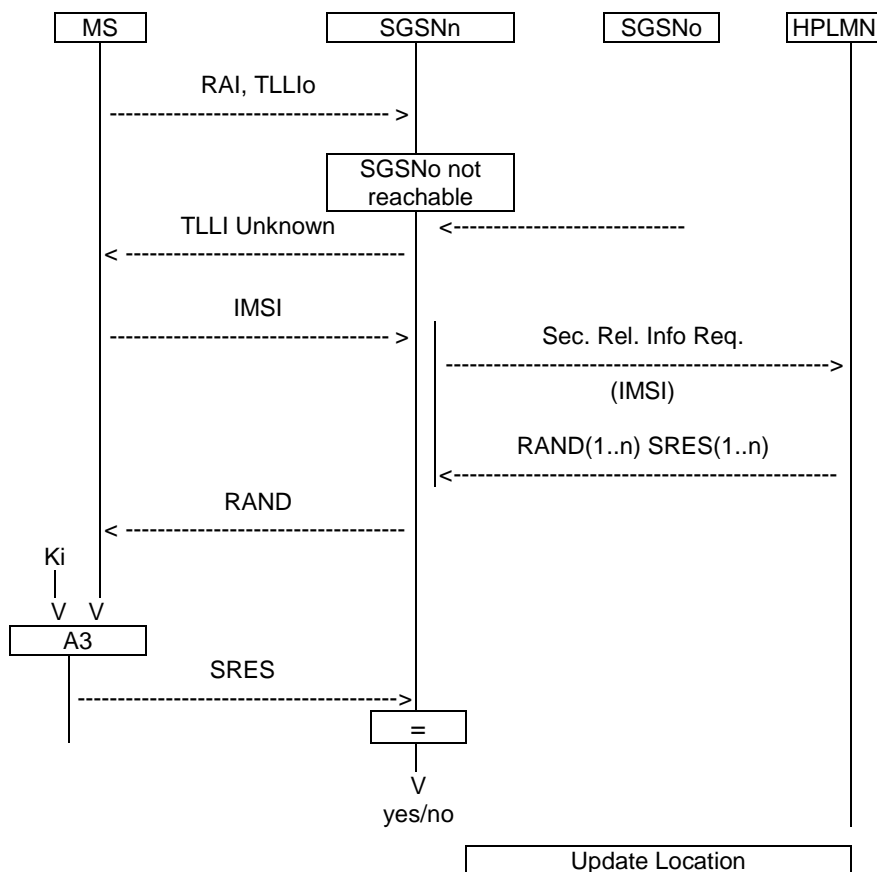 MS SGSNn SGSNo HPLMN
RAI, TLLIo
---------------------------------- >
SGSNo not
reachable
TLLI Unknown <----------------------------
< ----------------------------------
IMSI
---------------------------------- > Sec. Rel. Info Req.
----------------------------------------------->
(IMSI)
RAND(1..n) SRES(1..n)
<-----------------------------------------------
RAND
< ----------------------------------
Ki
V V
A3
SRES
--------------------------------------->
=
V
yes/no
Update Location